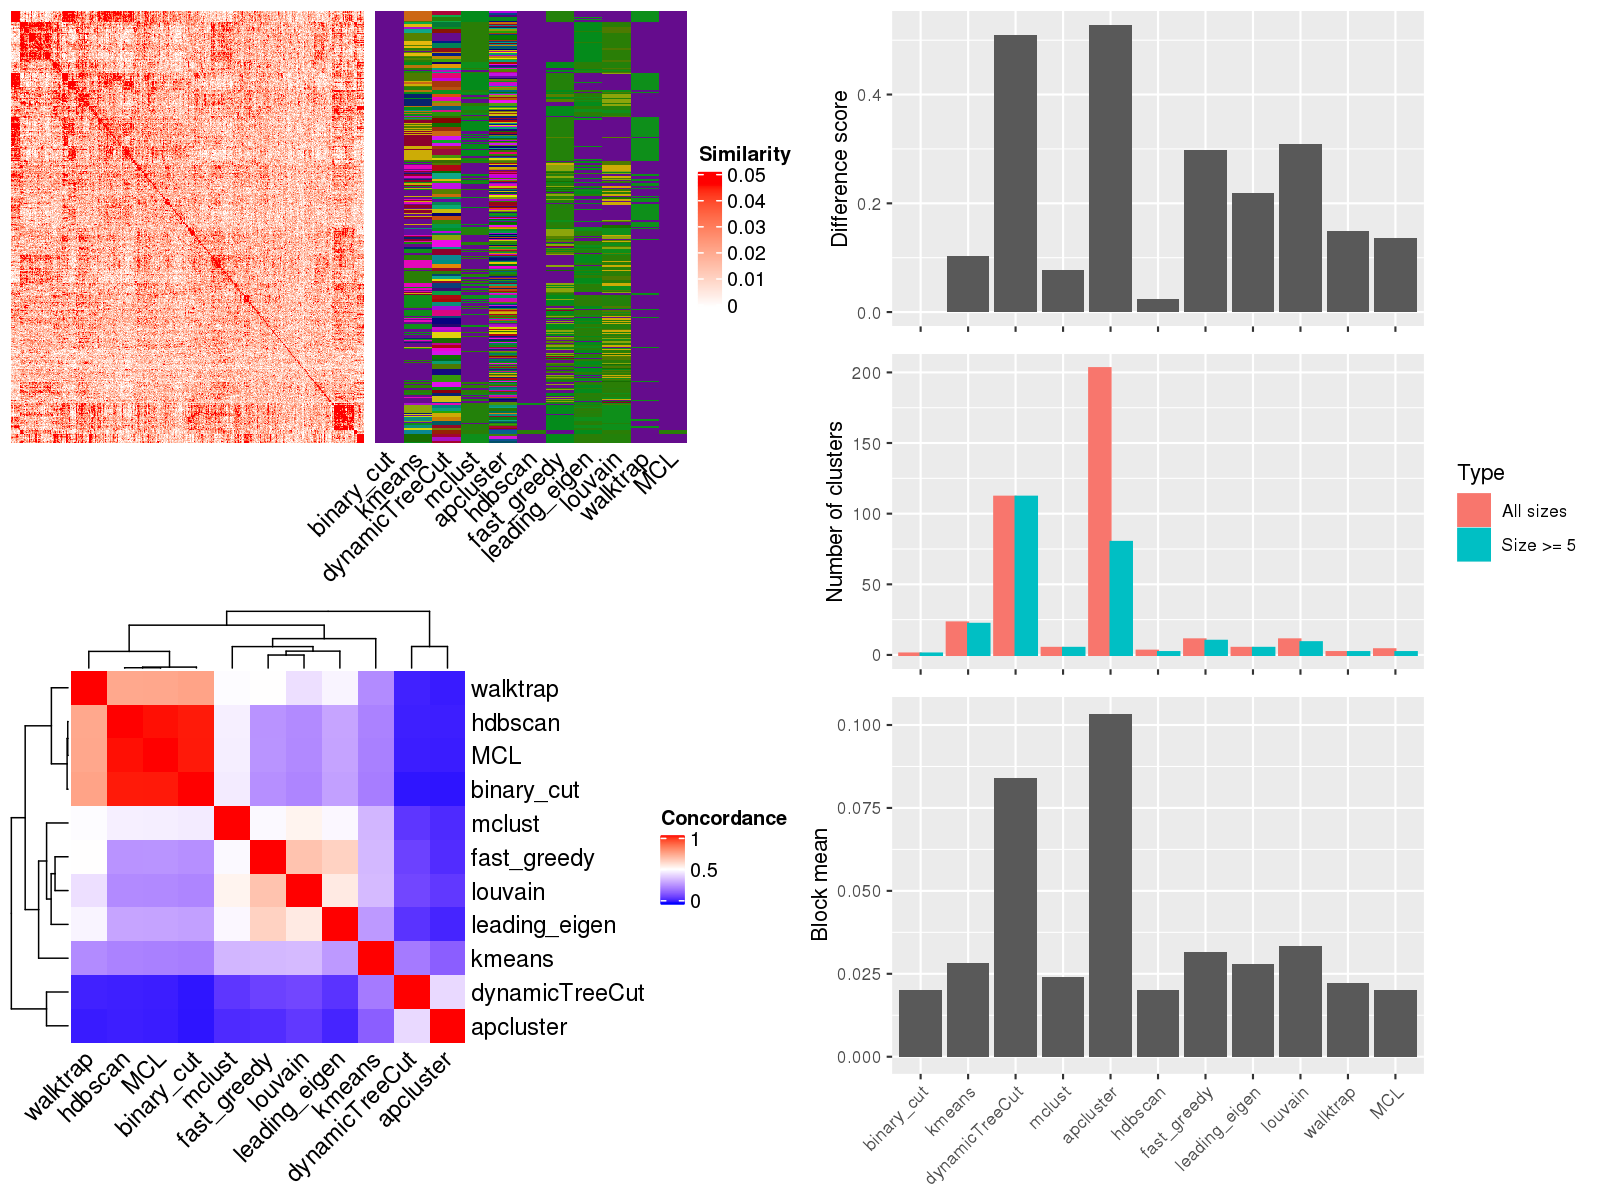 Similarity
0.05
0.04
0.03
0.02
0.01
0
binary_cut
kmeans
dynamicTreeCut
mclust
apcluster
hdbscan
fast_greedy
leading_eigen
louvain
walktrap
MCL
walktrap
hdbscan
MCL
binary_cut
mclust
fast_greedy
louvain
leading_eigen
kmeans
dynamicTreeCut
apcluster
Concordance
1
0.5
0
walktrap
hdbscan
MCL
binary_cut
mclust
fast_greedy
louvain
leading_eigen
kmeans
dynamicTreeCut
apcluster
Difference score
0.4
0.2
0.0
Number of clusters
200
150
100
50
0
Type
All sizes
Size >= 5
Block mean
0.100
0.075
0.050
0.025
0.000
binary_cut
kmeans
dynamicTreeCut
mclust
apcluster
hdbscan
fast_greedy
leading_eigen
louvain
walktrap
MCL